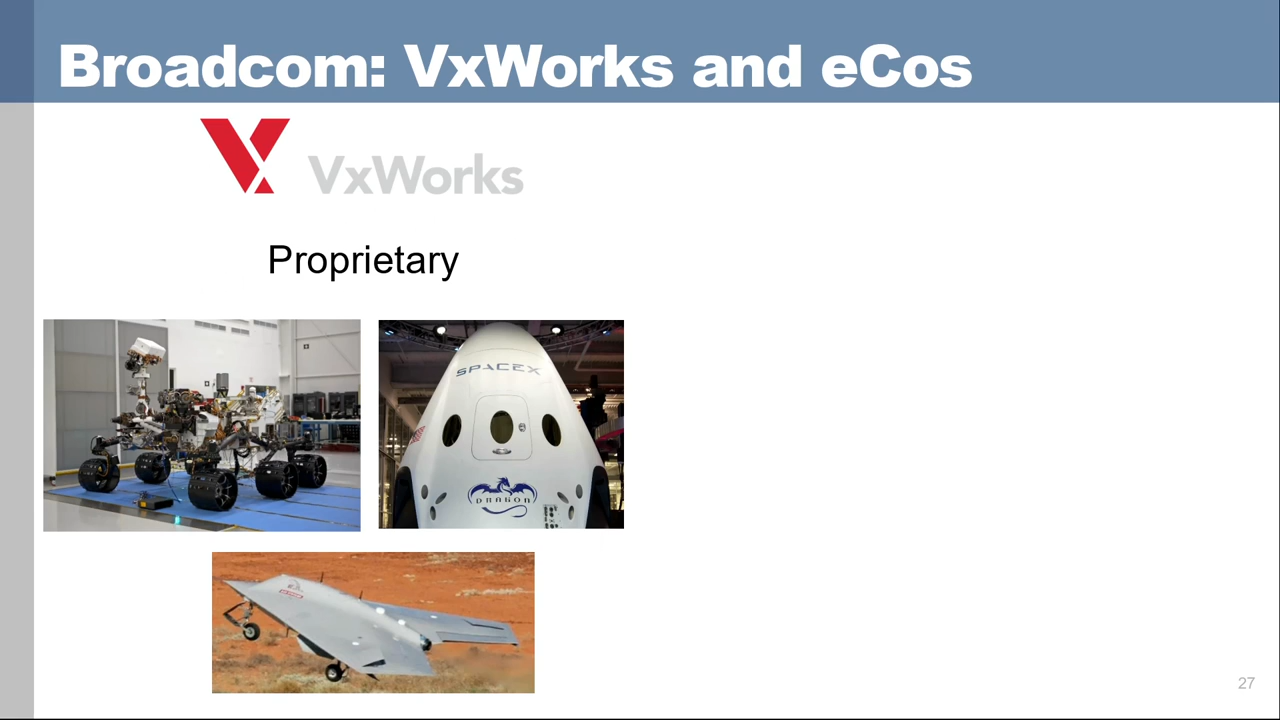 Broadcom: VxWorks and eCos
VxWorks
Proprietary
SPACEX
DRAGON
27